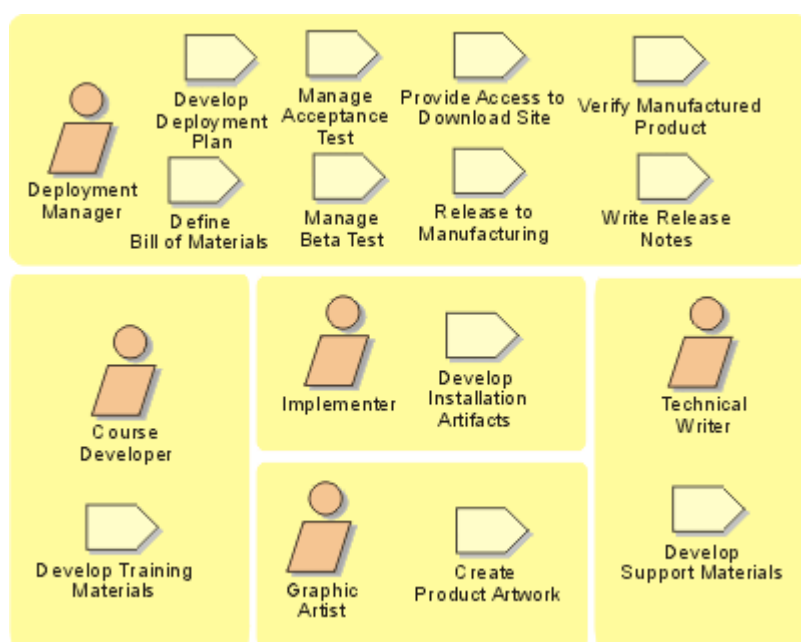 Develop
Deployment
Plan
Manage
Acceptance
Test
Provide Access to
Download Site
Verify Manufactured
Product
Deployment
Manager
Define
Bill of Materials
Manage
Beta Test
Release to
Manufacturing
Write Release
Notes
Course
Developer
Develop Training
Materials
Implementer
Develop
Installation
Artifacts
Graphic
Artist
Create
Product Artwork
Technical
Writer
Develop
Support Materials